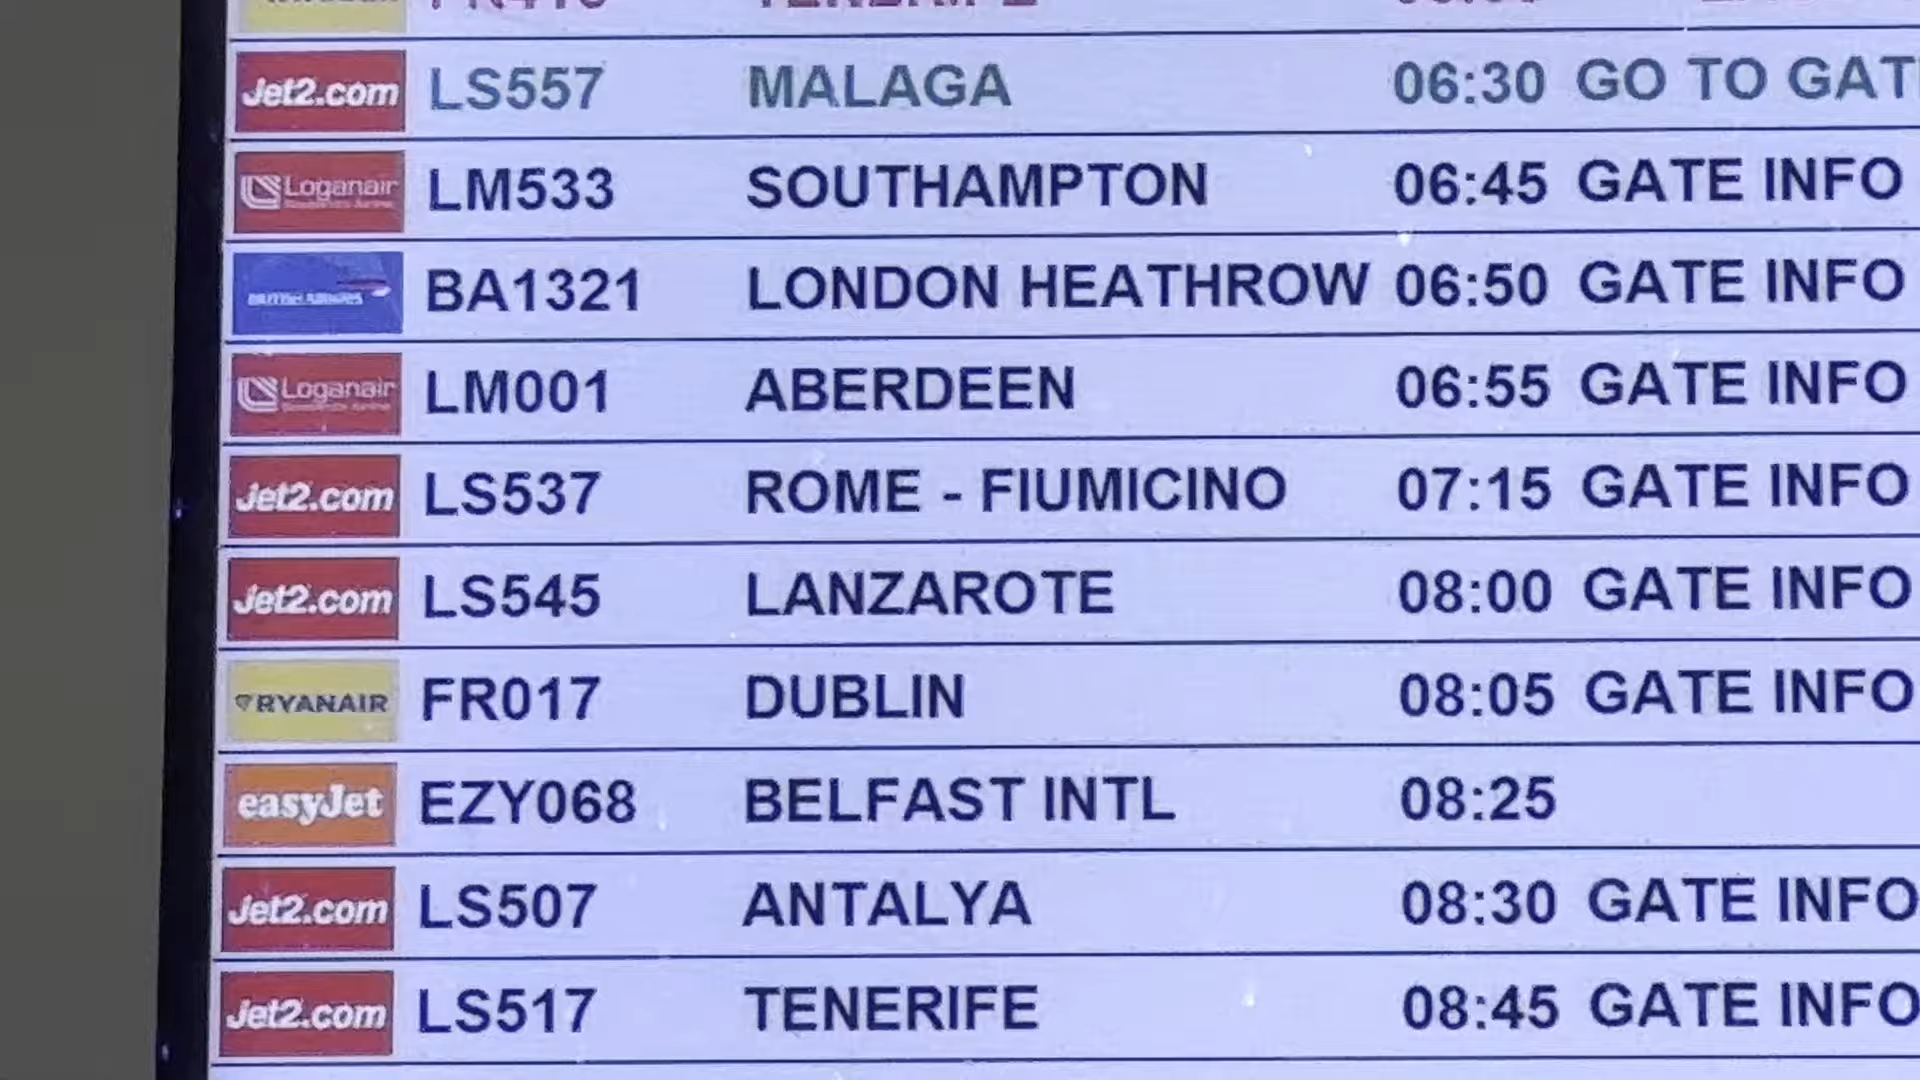 TENERIFE
Jet2.com LS557 MALAGA 06:30 GO TO GAT
Loganair LM533 SOUTHAMPTON 06:45 GATE INFO
BRITISH AIRWAYS BA1321 LONDON HEATHROW 06:50 GATE INFO
Loganair LM001 ABERDEEN 06:55 GATE INFO
Jet2.com LS537 ROME - FIUMICINO 07:15 GATE INFO
Jet2.com LS545 LANZAROTE 08:00 GATE INFO
RYANAIR FR017 DUBLIN 08:05 GATE INFO
easyJet EZY068 BELFAST INTL 08:25
Jet2.com LS507 ANTALYA 08:30 GATE INFO
Jet2.com LS517 TENERIFE 08:45 GATE INFO